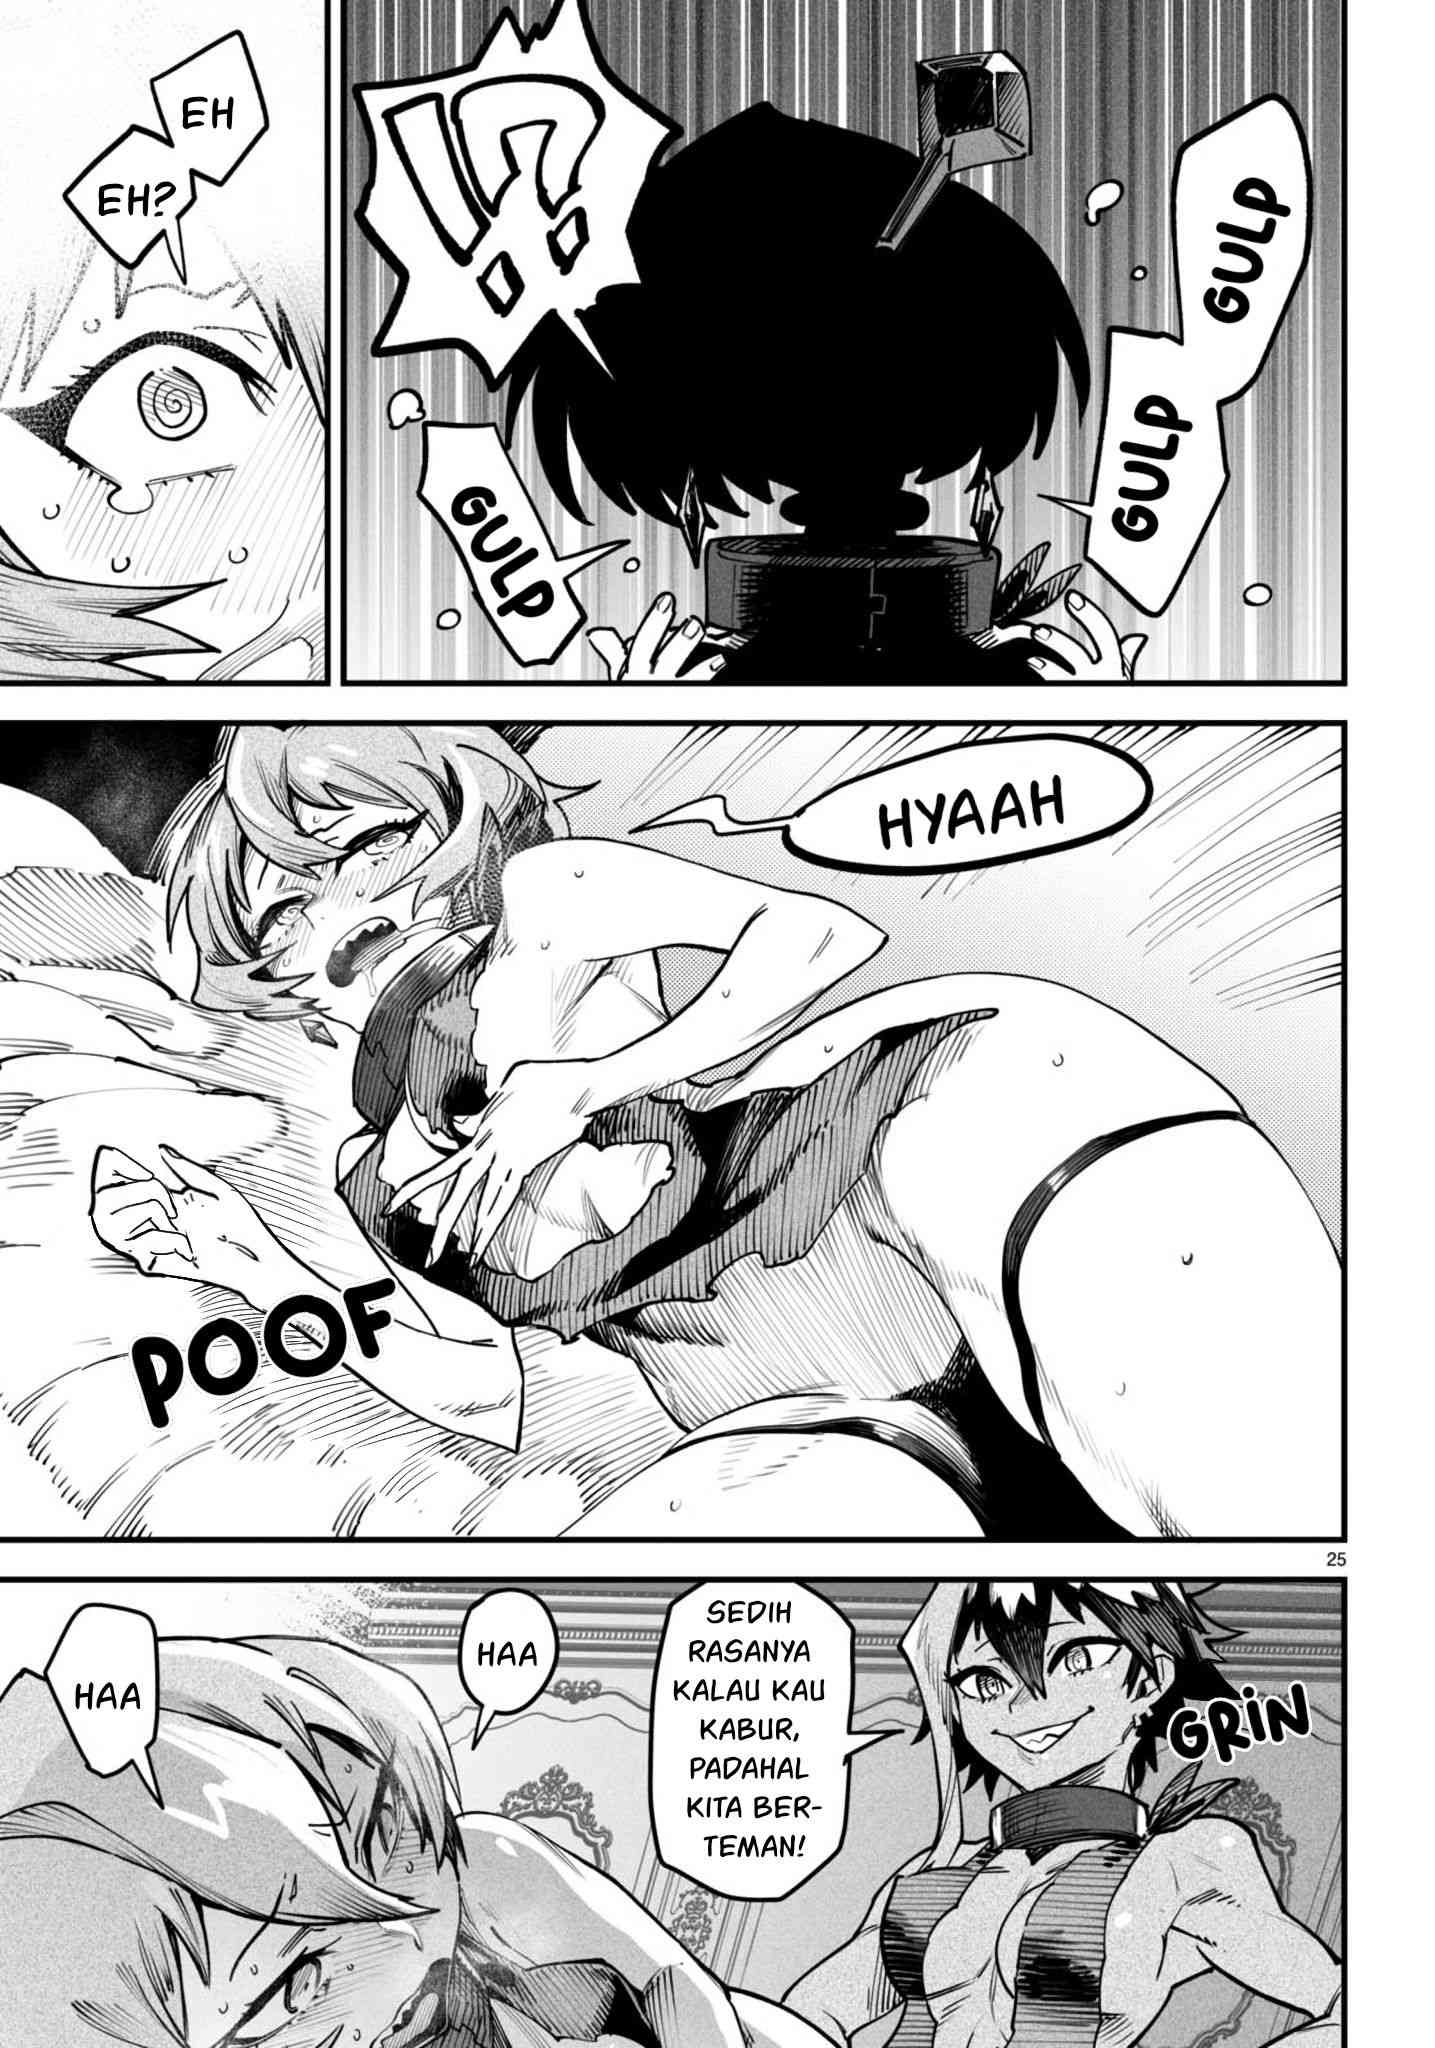 !?
GULP
GULP
GULP
EH
EH?
HYAAH
POOF
25
SEDIH
RASANYA
KALAU KAU
KABUR,
PADAHAL
KITA BER-
TEMAN!
GRIN
HAA
HAA